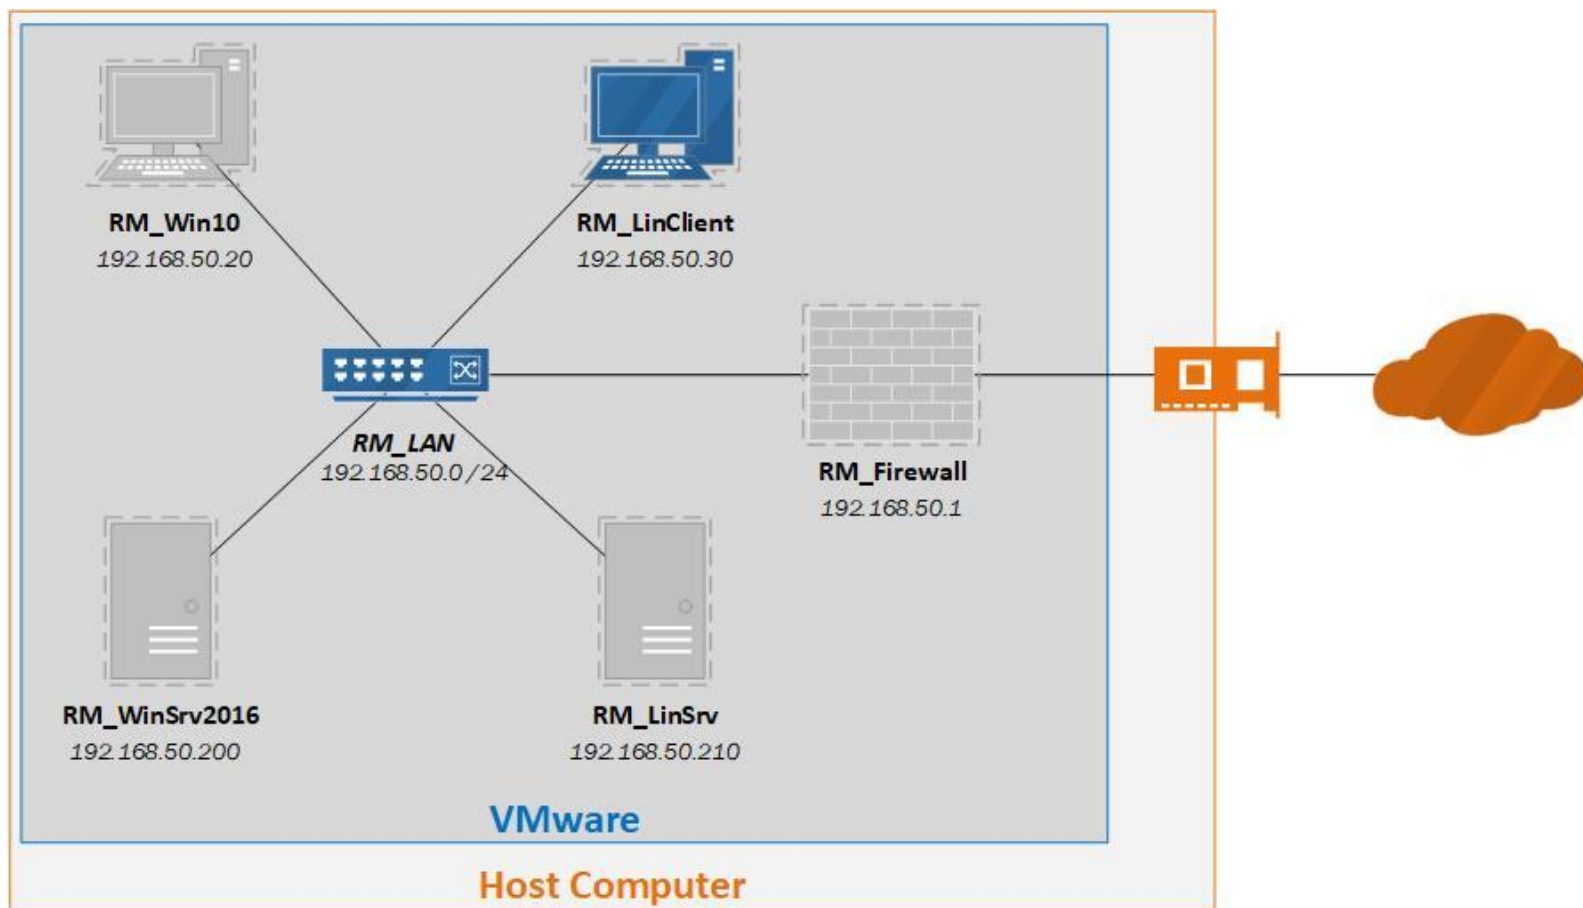 RM_Win10
192.168.50.20
RM_LinClient
192.168.50.30
RM_LAN
192.168.50.0 /24
RM_Firewall
192.168.50.1
RM_WinSrv2016
192.168.50.200
RM_LinSrv
192.168.50.210
VMware
Host Computer